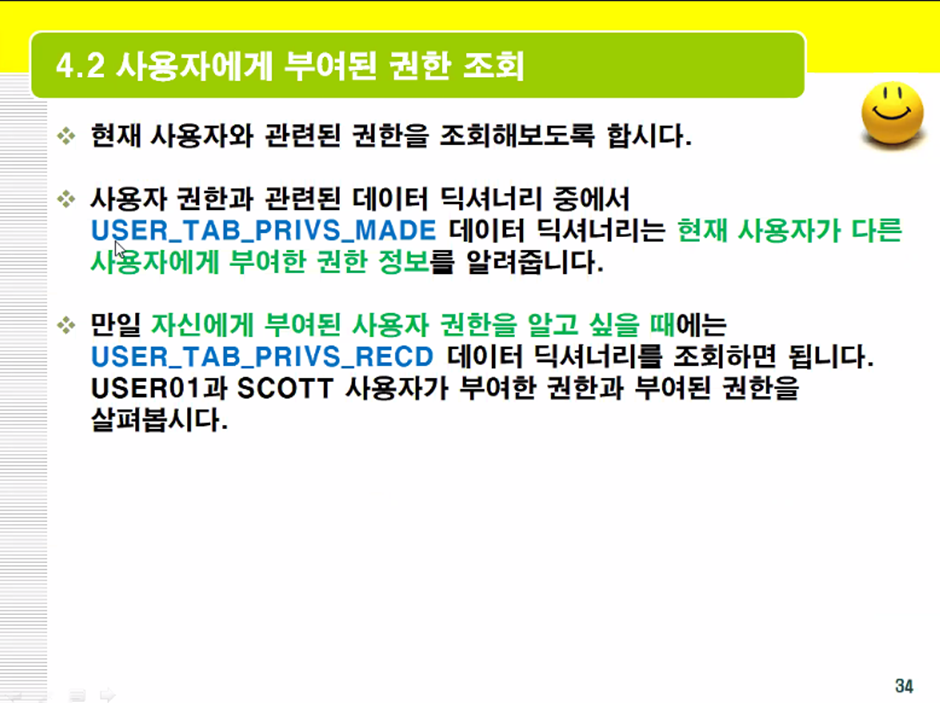 4.2 사용자에게 부여된 권한 조회
현재 사용자와 관련된 권한을 조회해보도록 합시다.
사용자 권한과 관련된 데이터 딕셔너리 중에서
USER_TAB_PRIVS_MADE 데이터 딕셔너리는 현재 사용자가 다른
사용자에게 부여한 권한 정보를 알려줍니다.
만일 자신에게 부여된 사용자 권한을 알고 싶을 때에는
USER_TAB_PRIVS_RECD 데이터 딕셔너리를 조회하면 됩니다.
USER01과 SCOTT 사용자가 부여한 권한과 부여된 권한을
살펴봅시다.
34